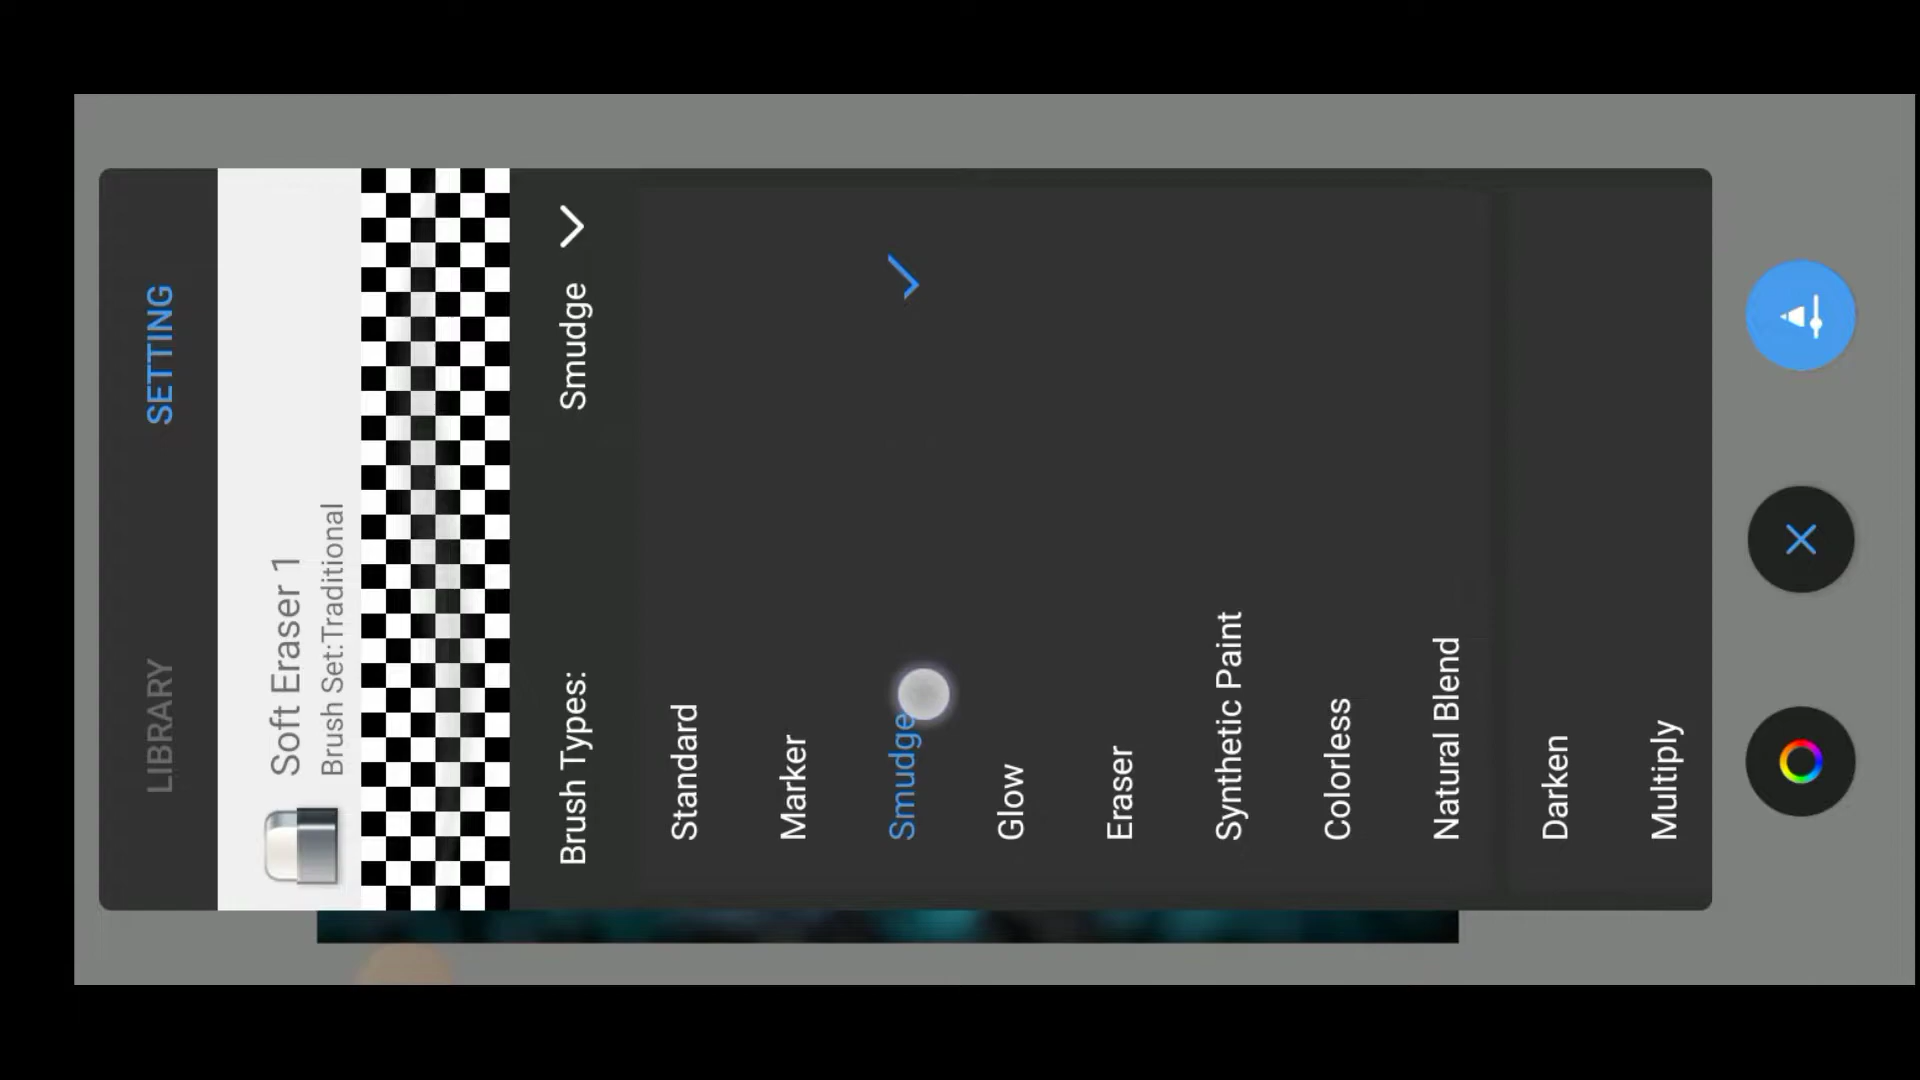 LIBRARY SETTING
Soft Eraser 1
Brush Set:Traditional
Brush Types: Smudge
Standard
Marker
Smudge
Glow
Eraser
Synthetic Paint
Colorless
Natural Blend
Darken
Multiply